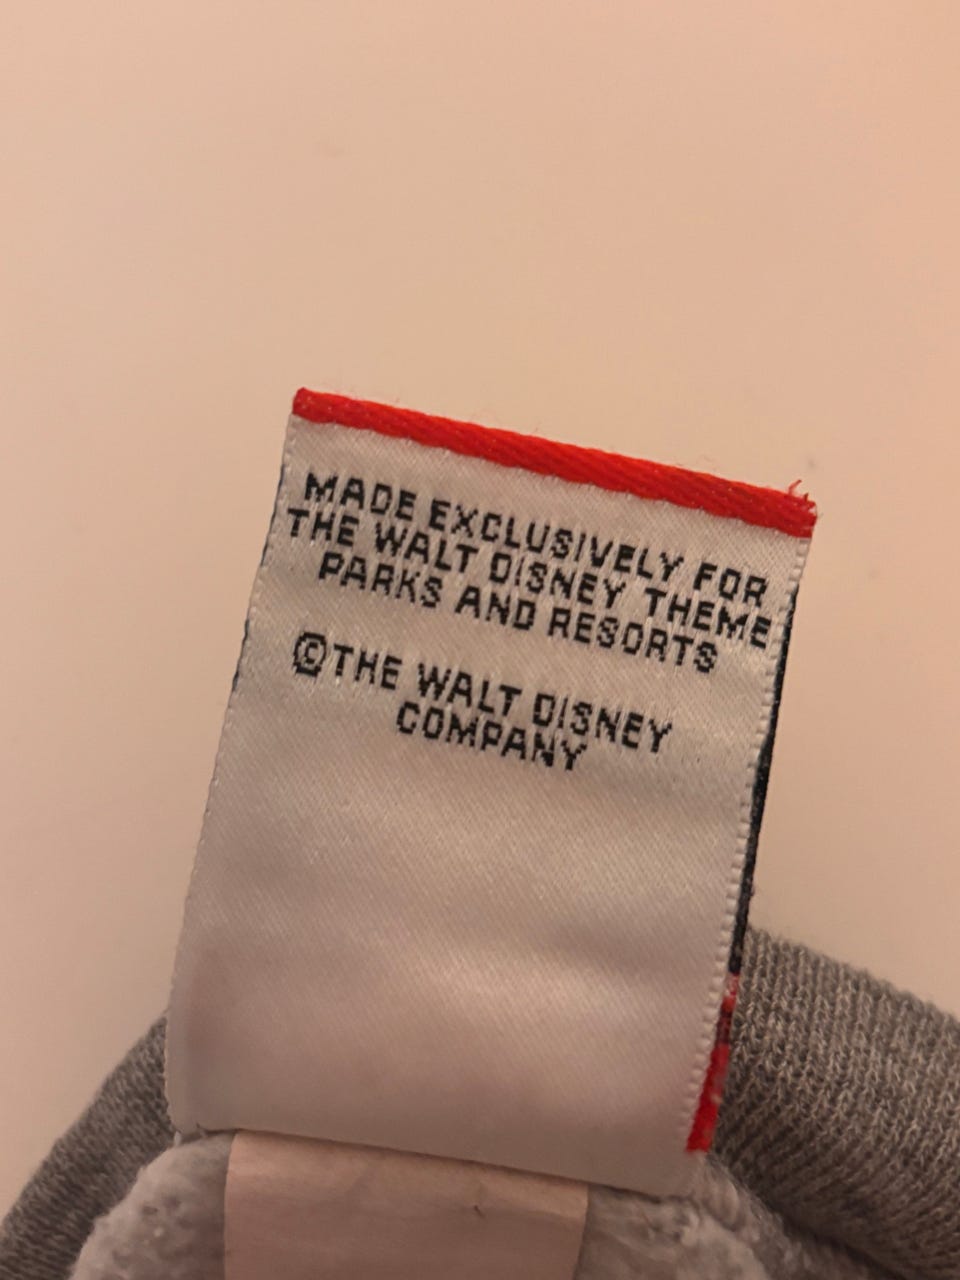 MADE EXCLUSIVELY FOR
THE WALT DISNEY THEME
PARKS AND RESORTS
©THE WALT DISNEY
COMPANY